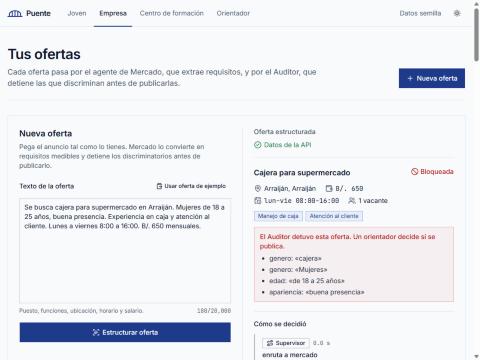 Puente
Joven
Empresa
Centro de formación
Orientador
Datos semilla
Tus ofertas
Cada oferta pasa por el agente de Mercado, que extrae requisitos, y por el Auditor, que
detiene las que discriminan antes de publicarlas.
+ Nueva oferta
Nueva oferta
Pega el anuncio tal como lo tienes. Mercado lo convierte en
requisitos medibles y detiene los discriminatorios antes de
publicarlo.
Texto de la oferta
Usar oferta de ejemplo
Se busca cajera para supermercado en Arraiján. Mujeres de 18 a
25 años, buena presencia. Experiencia en caja y atención al
cliente. Lunes a viernes 8:00 a 16:00. B/. 650 mensuales.
Puesto, funciones, ubicación, horario y salario.
180/20,000
Estructurar oferta
Oferta estructurada
Datos de la API
Cajera para supermercado
Bloqueada
Arraiján, Arraiján
B/. 650
lun-vie 08:00-16:00
1 vacante
Manejo de caja
Atención al cliente
El Auditor detuvo esta oferta. Un orientador decide si se
publica.
• genero: «cajera»
• genero: «Mujeres»
• edad: «de 18 a 25 años»
• apariencia: «buena presencia»
Cómo se decidió
Supervisor
0.0 s
enruta a mercado